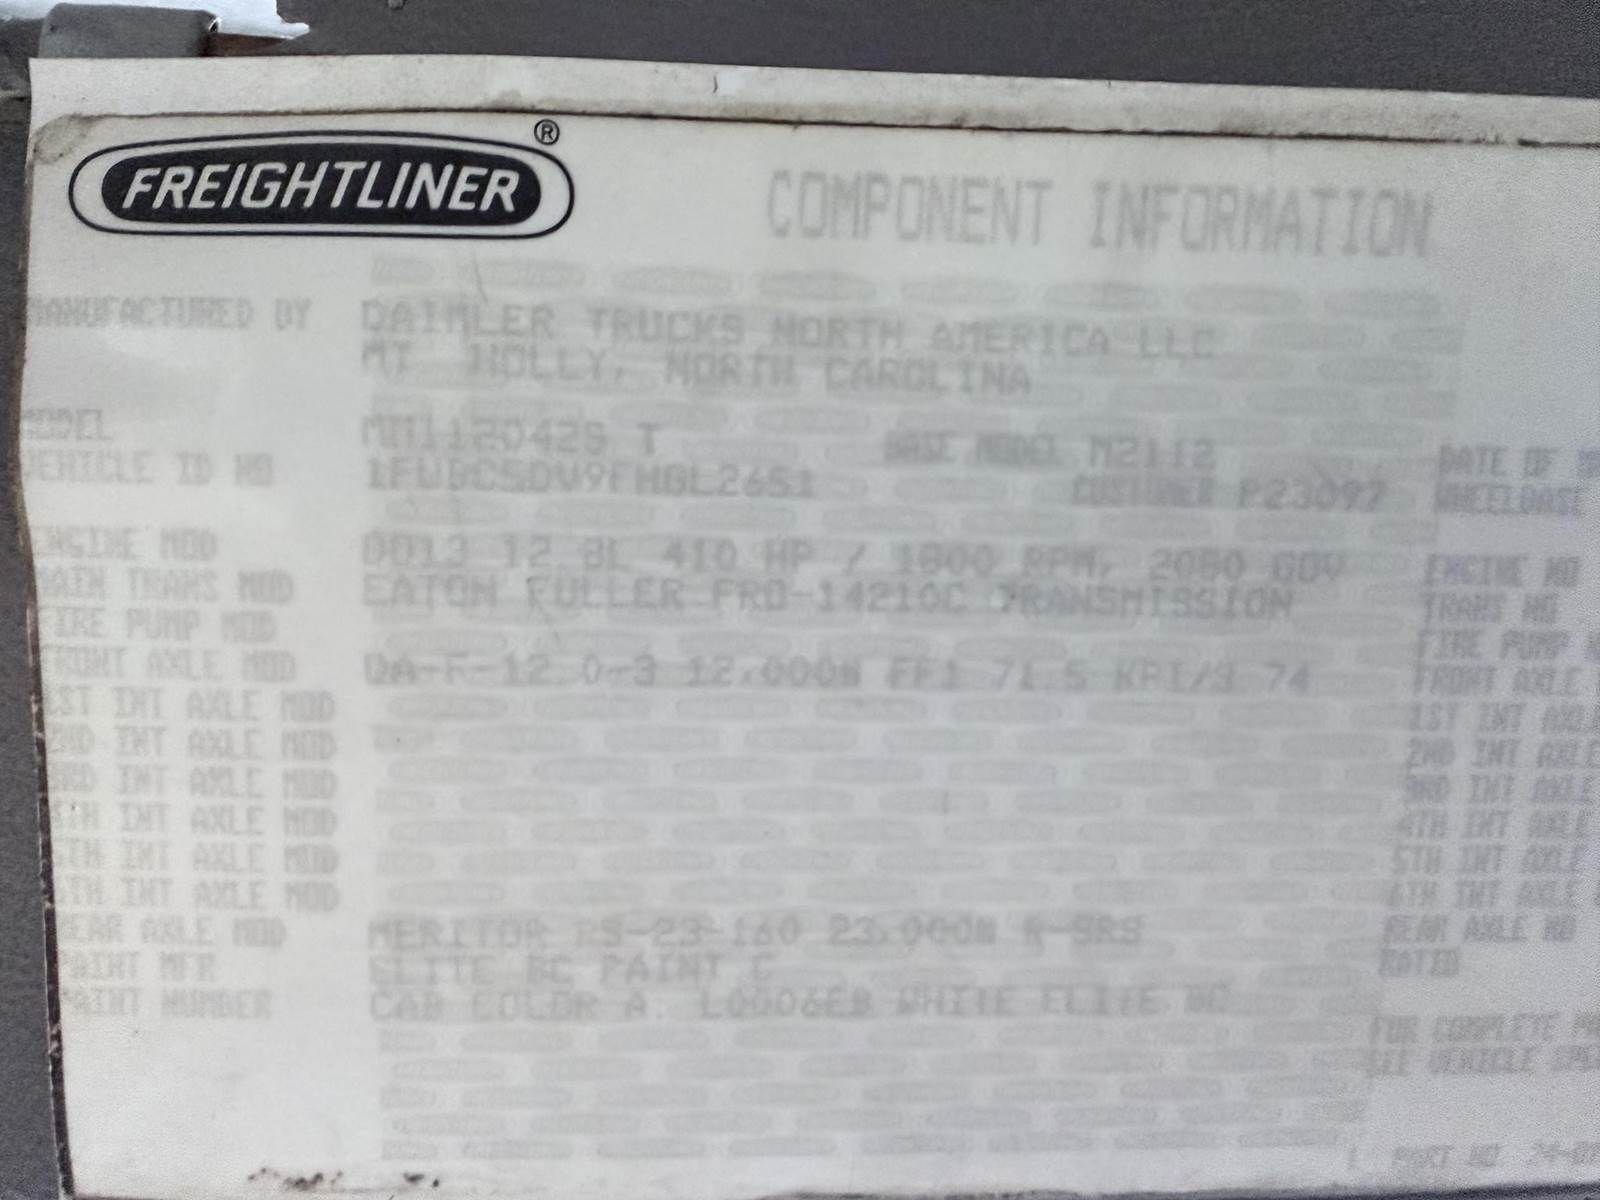 FREIGHTLINER®
COMPONENT INFORMATION
MANUFACTURED BY DAIMLER TRUCKS NORTH AMERICA LLC
MT. HOLLY, NORTH CAROLINA
MODEL MM112042S T BASE MODEL M2112 DATE OF
VEHICLE ID NO CUSTOMER P23097 WHEELBASE
ENGINE MOD DD13 12.8L 410 HP / 1800 RPM, 2080 GOV ENGINE NO
MAIN TRANS MOD EATON FULLER FRO-14210C TRANSMISSION TRANS NO
FIRE PUMP MOD FIRE PUMP
FRONT AXLE MOD DA-F-12.0-3 12,000# FF1 71.5 KPI/3.74 FRONT AXLE
1ST INT AXLE MOD 1ST INT AXLE
2ND INT AXLE MOD 2ND INT AXLE
3RD INT AXLE MOD 3RD INT AXLE
4TH INT AXLE MOD 4TH INT AXLE
5TH INT AXLE MOD 5TH INT AXLE
6TH INT AXLE MOD 6TH INT AXLE
REAR AXLE MOD MERITOR RS-23-160 23,000# R-SRS REAR AXLE NO
PAINT MFR ELITE BC PAINT C RATIO
PAINT NUMBER CAB COLOR A: L0006EB WHITE ELITE BC
FOR COMPLETE
SEE VEHICLE
PART NO. 24-